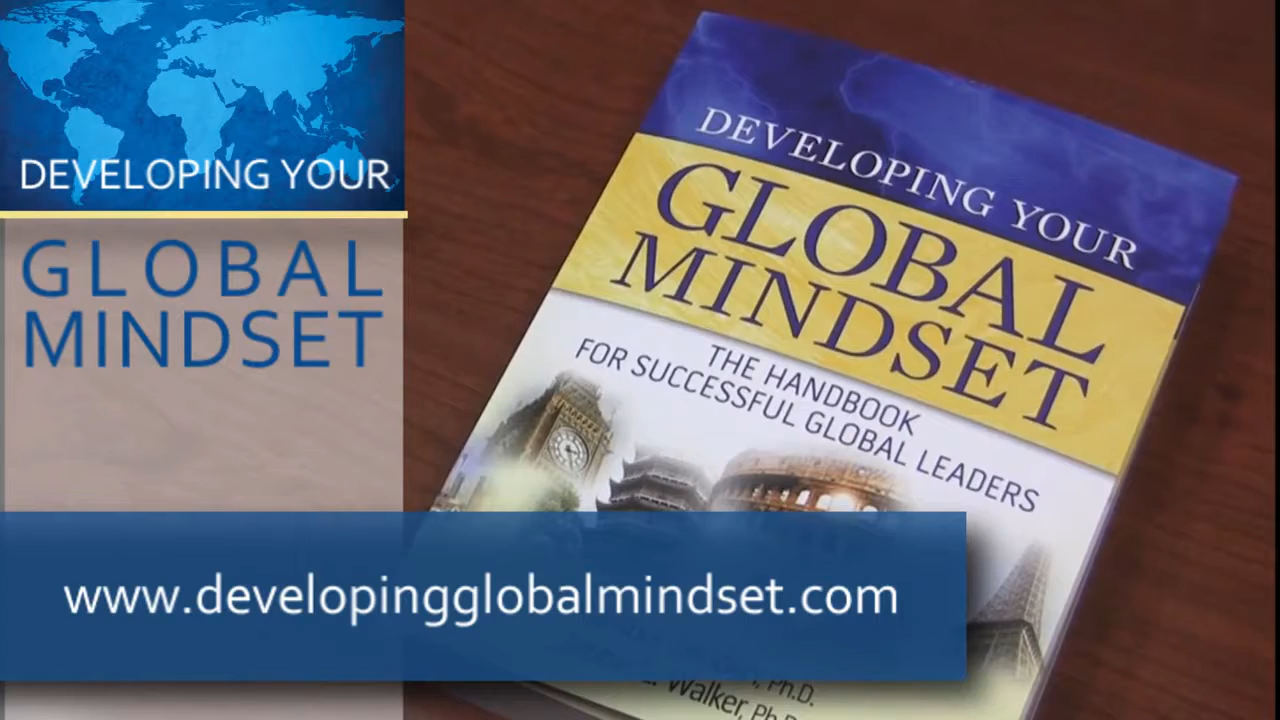 DEVELOPING YOUR
GLOBAL
MINDSET
DEVELOPING YOUR
GLOBAL
MINDSET
THE HANDBOOK
FOR SUCCESSFUL GLOBAL LEADERS
www.developingglobalmindset.com
Ph.D.
Walker, Ph.D.